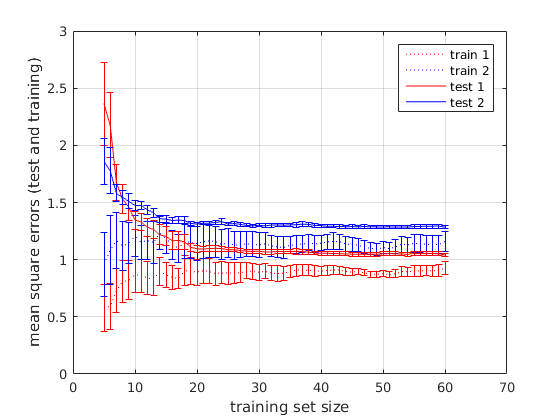 3
2.5
2
1.5
1
0.5
0
0
10
20
30
40
50
60
70
training set size
mean square errors (test and training)
train 1
train 2
test 1
test 2